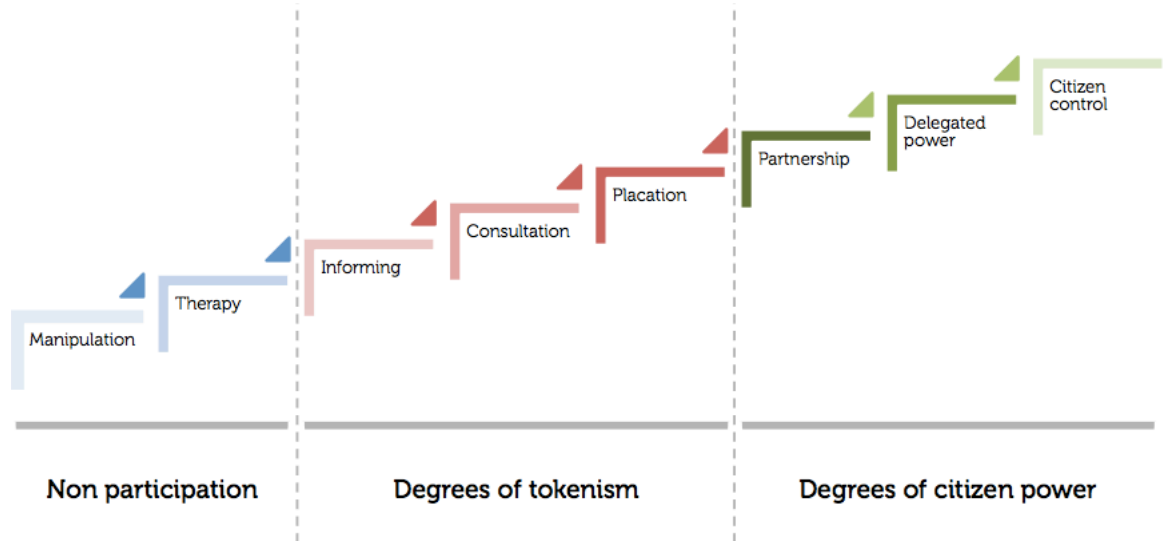 Manipulation
Therapy
Informing
Consultation
Placation
Partnership
Delegated
power
Citizen
control
Non participation
Degrees of tokenism
Degrees of citizen power